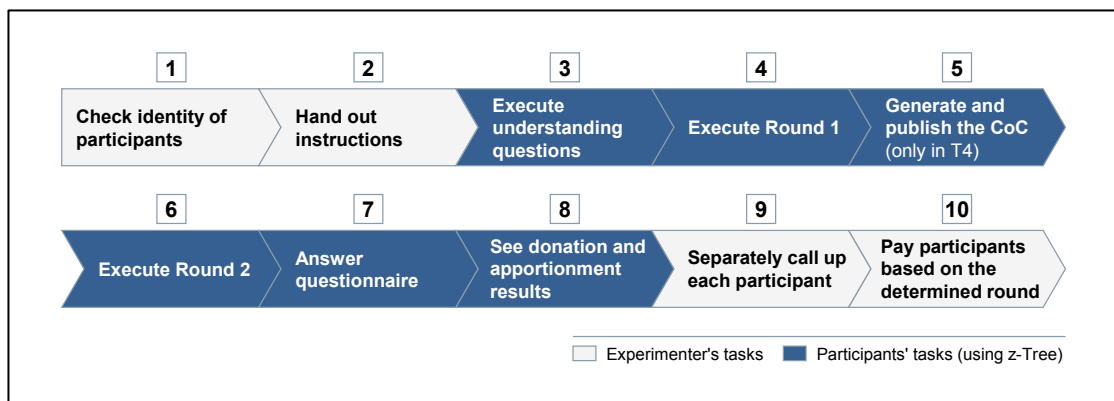 1
Check identity of
participants
2
Hand out
instructions
3
Execute
understanding
questions
4
Execute Round 1
5
Generate and
publish the CoC
(only in T4)
6
Execute Round 2
7
Answer
questionnaire
8
See donation and
apportionment
results
9
Separately call up
each participant
10
Pay participants
based on the
determined round
Experimenter's tasks
Participants' tasks (using z-Tree)